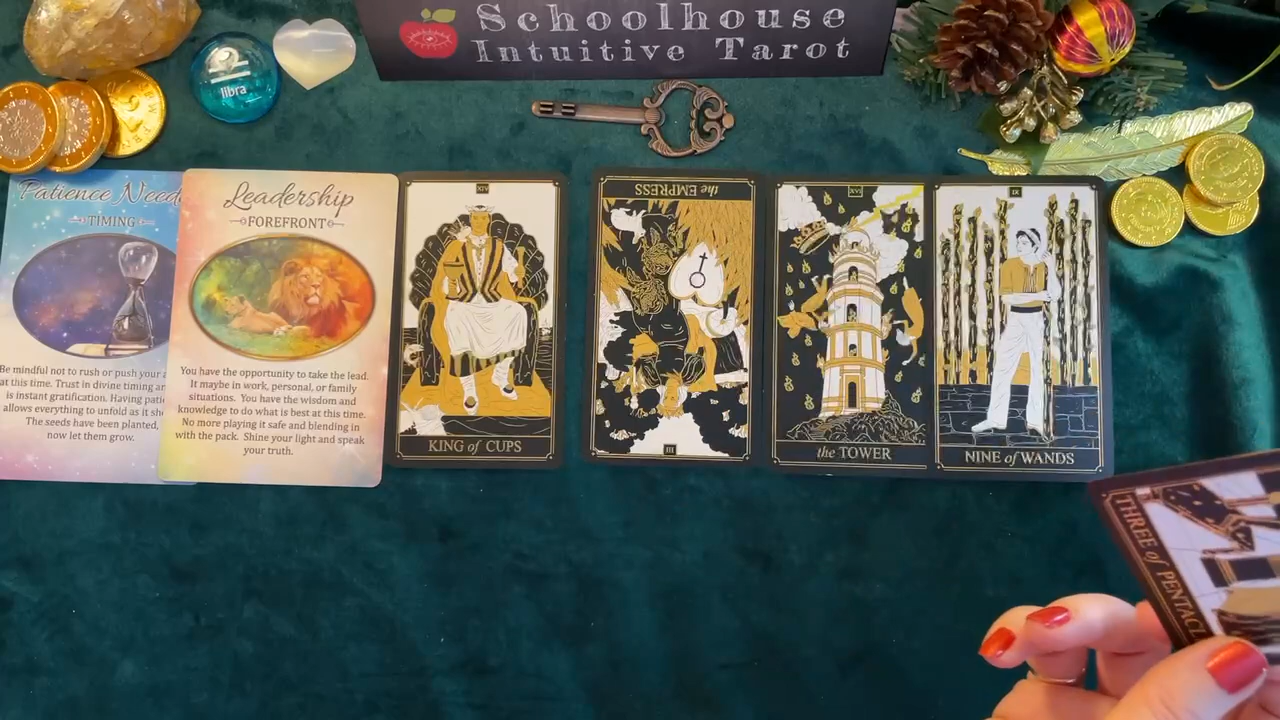 Schoolhouse
Intuitive Tarot
libra
Patience Need
TIMING
Be mindful not to rush or push your
at this time. Trust in divine timing
is instant gratification. Having
allows everything to unfold as it
The seeds have been planted,
now let them grow.
Leadership
FOREFRONT
You have the opportunity to take the lead.
It maybe in work, personal, or family
situations. You have the wisdom and
knowledge to do what is best at this time.
No more playing it safe and blending in
with the pack. Shine your light and speak
your truth.
XIV
KING of CUPS
the EMPRESS
III
XVI
the TOWER
IX
NINE of WANDS
THREE of PENTACL